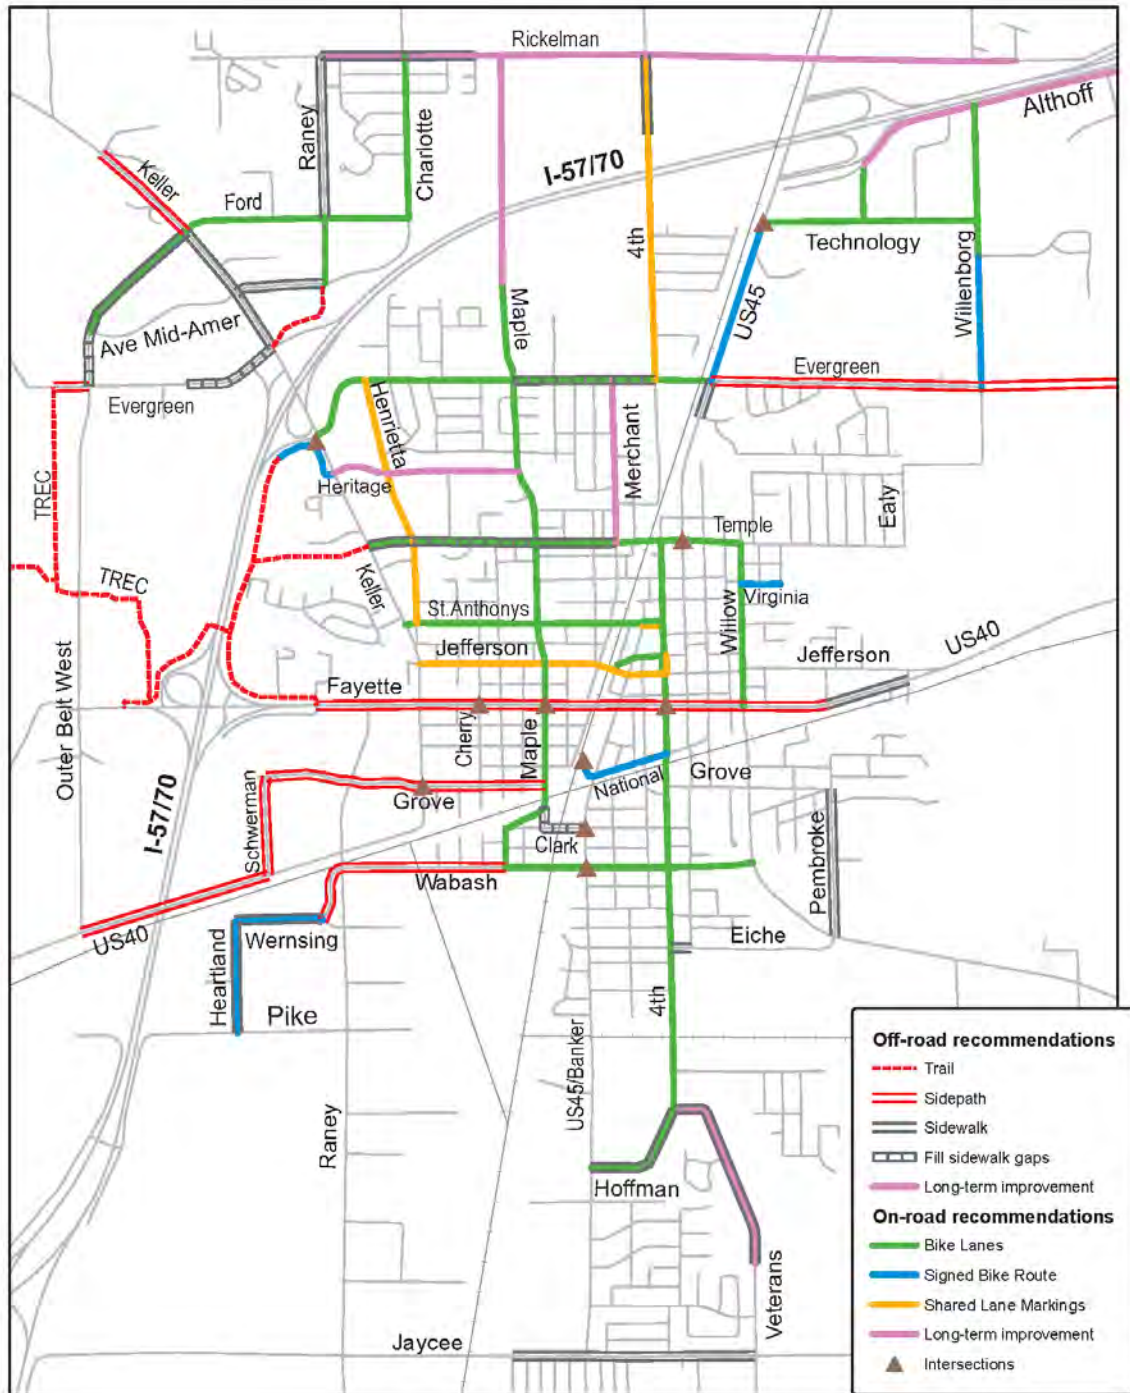 Rickelman
Althoff
Raney
Charlotte
Keller
I-57/70
Ford
4th
Technology
Willenborg
US45
Maple
Ave Mid-Amer
Evergreen
Evergreen
Henrietta
Merchant
Heritage
TREC
Ealy
Temple
TREC
Keller
Virginia
St.Anthonys
Willow
Jefferson
Jefferson
US40
Fayette
Outer Belt West
Cherry
Maple
Grove
National
Grove
I-57/70
Schwerman
Clark
Pembroke
Wabash
US40
Wernsing
Eiche
Heartland
Pike
4th
US45/Banker
Raney
Hoffman
Veterans
Jaycee
Off-road recommendations
Trail
Sidepath
Sidewalk
Fill sidewalk gaps
Long-term improvement
On-road recommendations
Bike Lanes
Signed Bike Route
Shared Lane Markings
Long-term improvement
Intersections